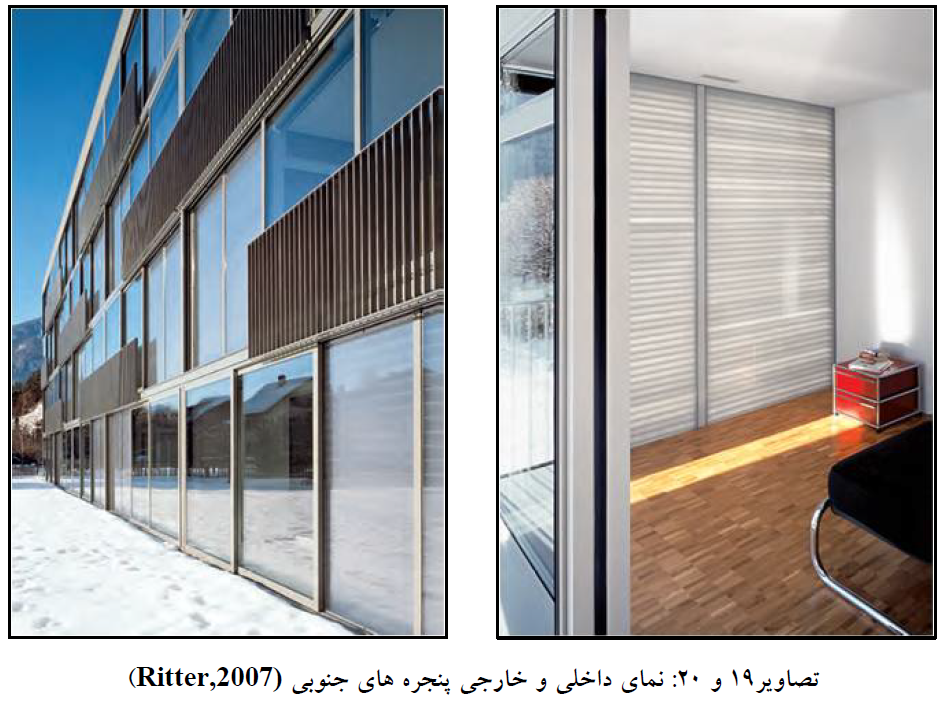 تصاویر۱۹ و ۲۰: نمای داخلی و خارجی پنجره های جنوبی (Ritter,2007)